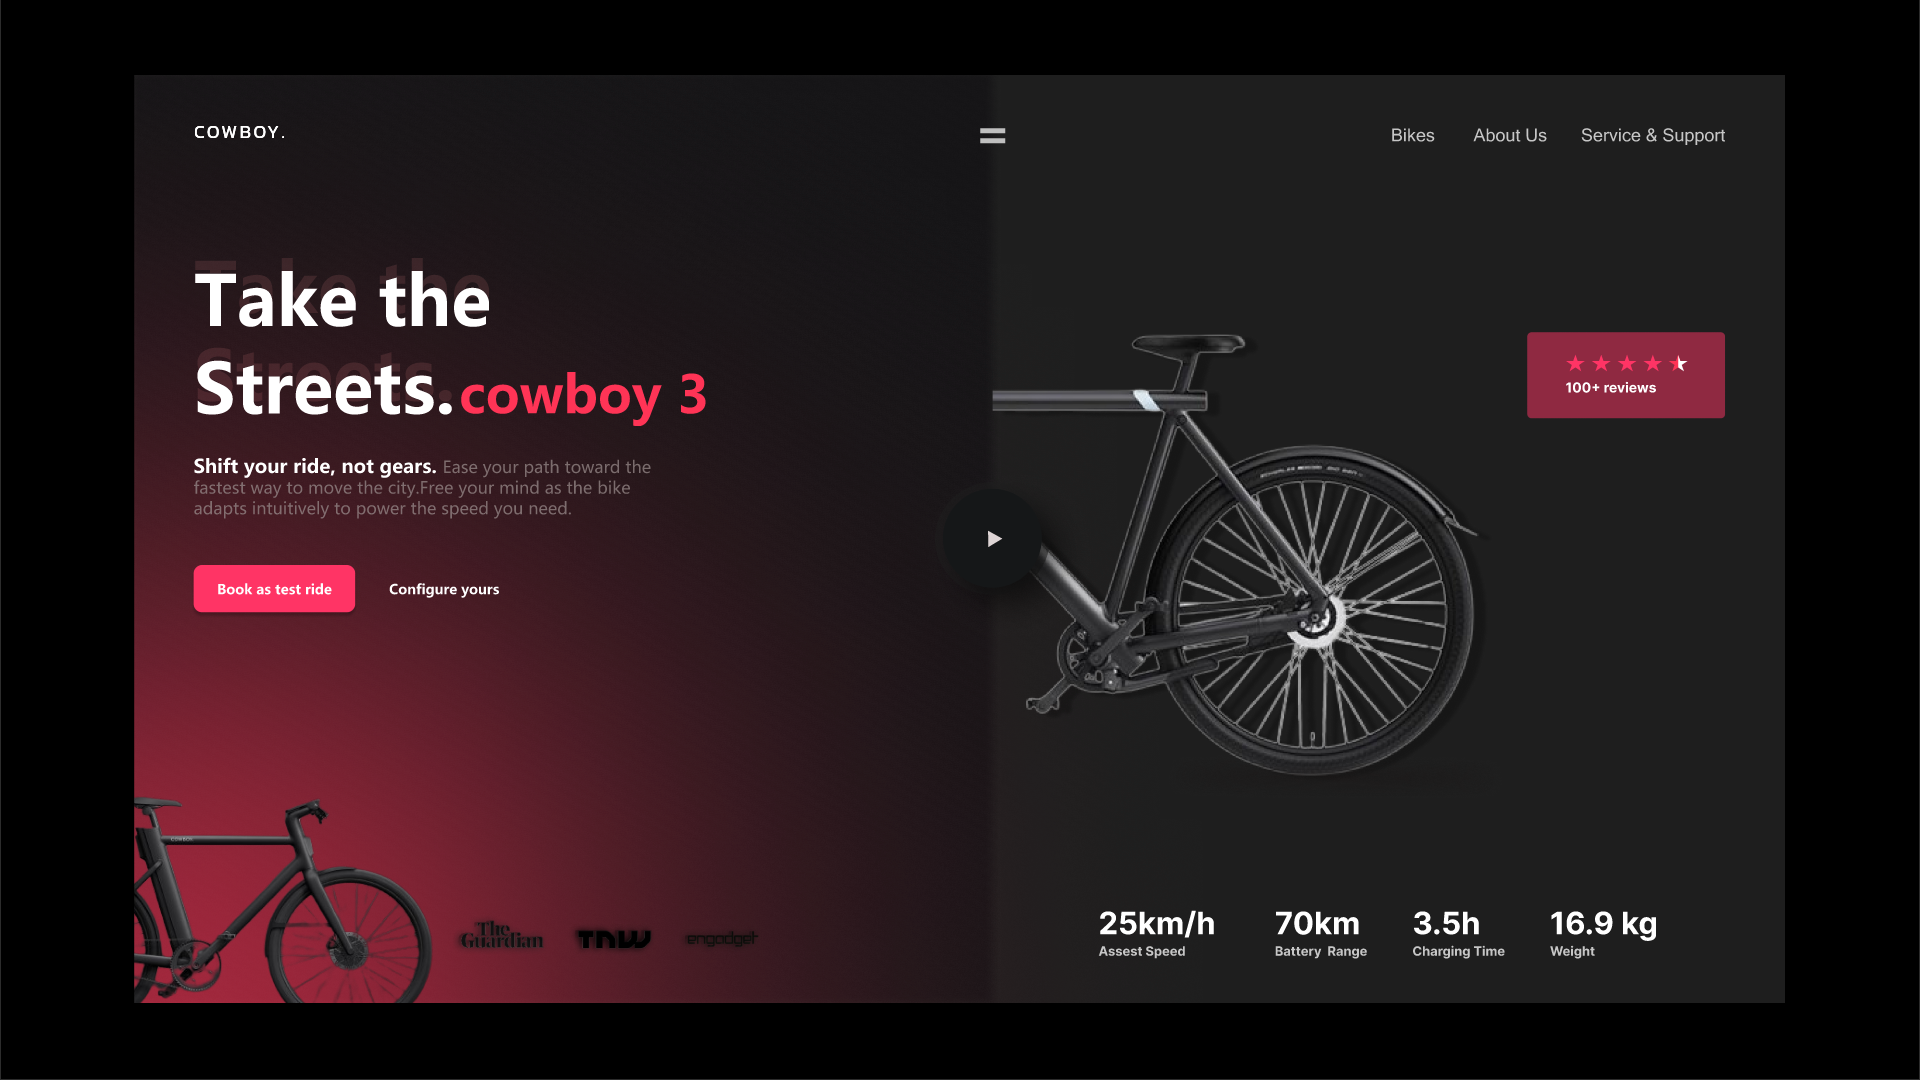 COWBOY.
Bikes
About Us
Service & Support
Take the
Streets. cowboy 3
Shift your ride, not gears. Ease your path toward the
fastest way to move the city.Free your mind as the bike
adapts intuitively to power the speed you need.
Book as test ride
Configure yours
100+ reviews
COWBOY
The
Guardian
TNW
engadget
25km/h
Assest Speed
70km
Battery Range
3.5h
Charging Time
16.9 kg
Weight